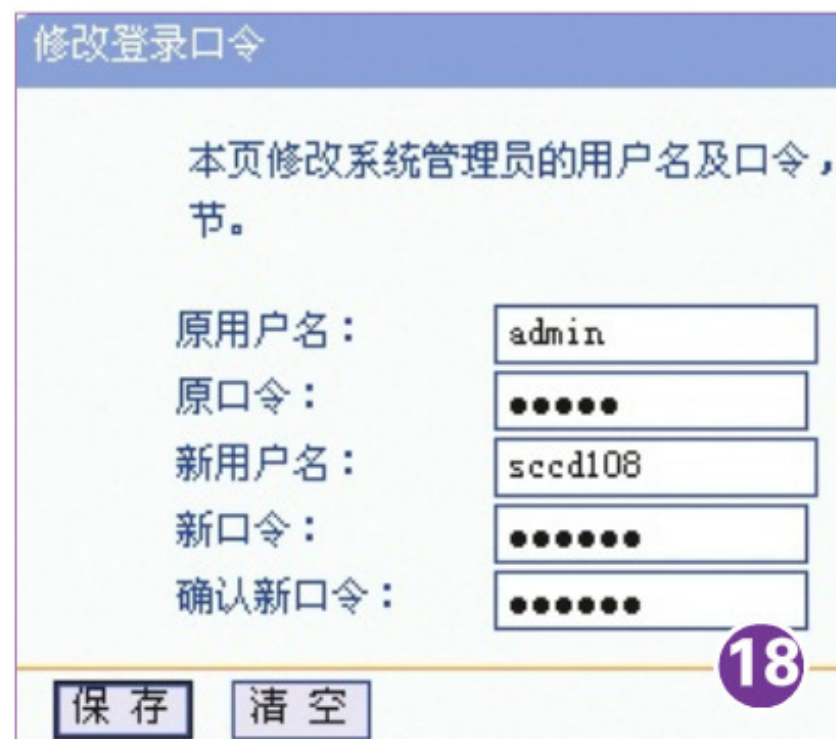 修改登录口令
本页修改系统管理员的用户名及口令，
节。
原用户名： admin
原口令： ●●●●●
新用户名： sccd108
新口令： ●●●●●●
确认新口令： ●●●●●●
18
保 存 清 空